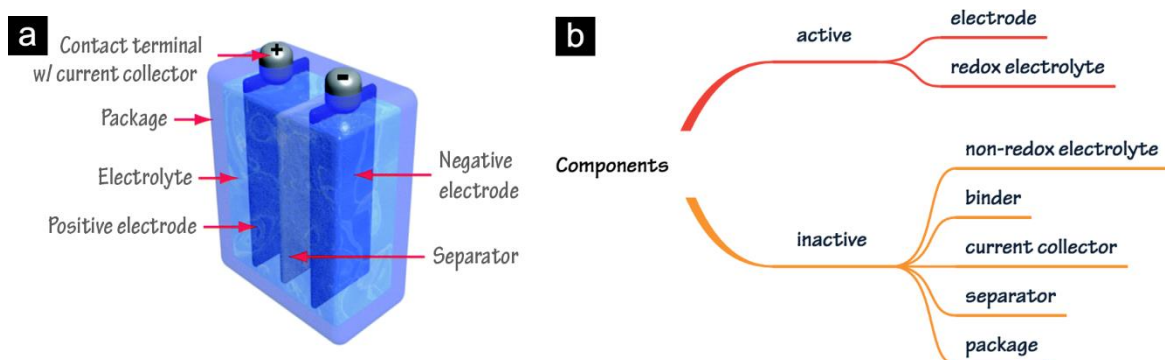 a
Contact terminal
w/ current collector
+
-
Package
Electrolyte
Positive electrode
Negative
electrode
Separator
b
Components
active
electrode
redox electrolyte
inactive
non-redox electrolyte
binder
current collector
separator
package